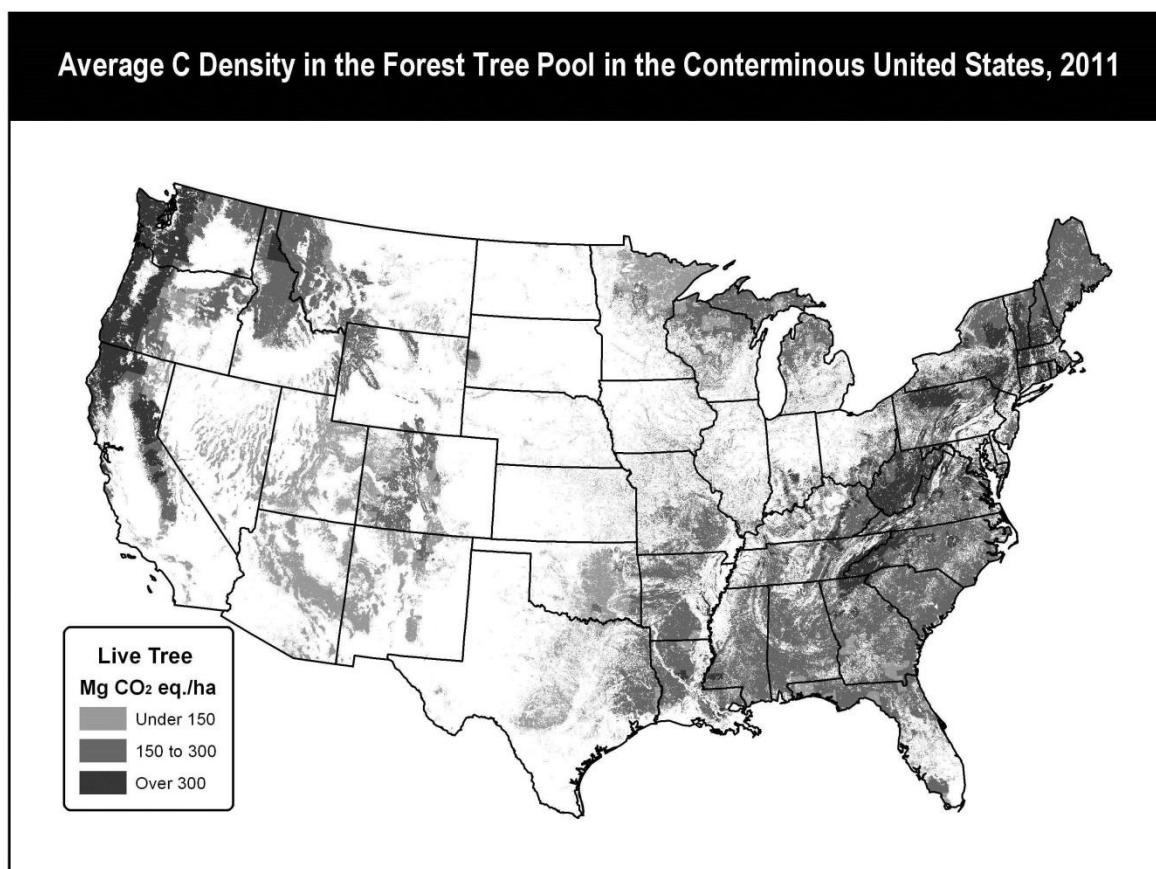 Average C Density in the Forest Tree Pool in the Conterminous United States, 2011
Live Tree
Mg CO₂ eq./ha
Under 150
150 to 300
Over 300